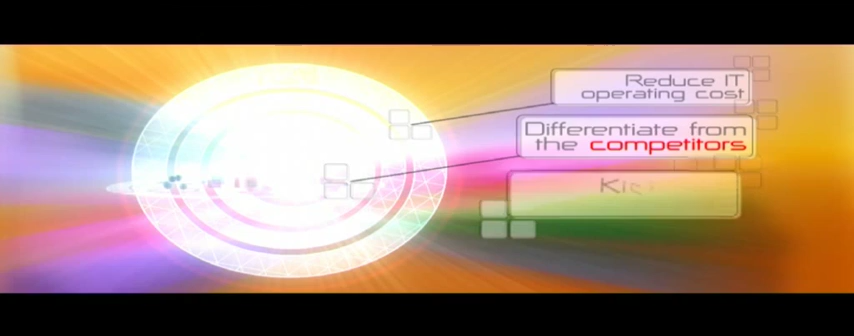 Reduce IT
operating cost
Differentiate from
the competitors